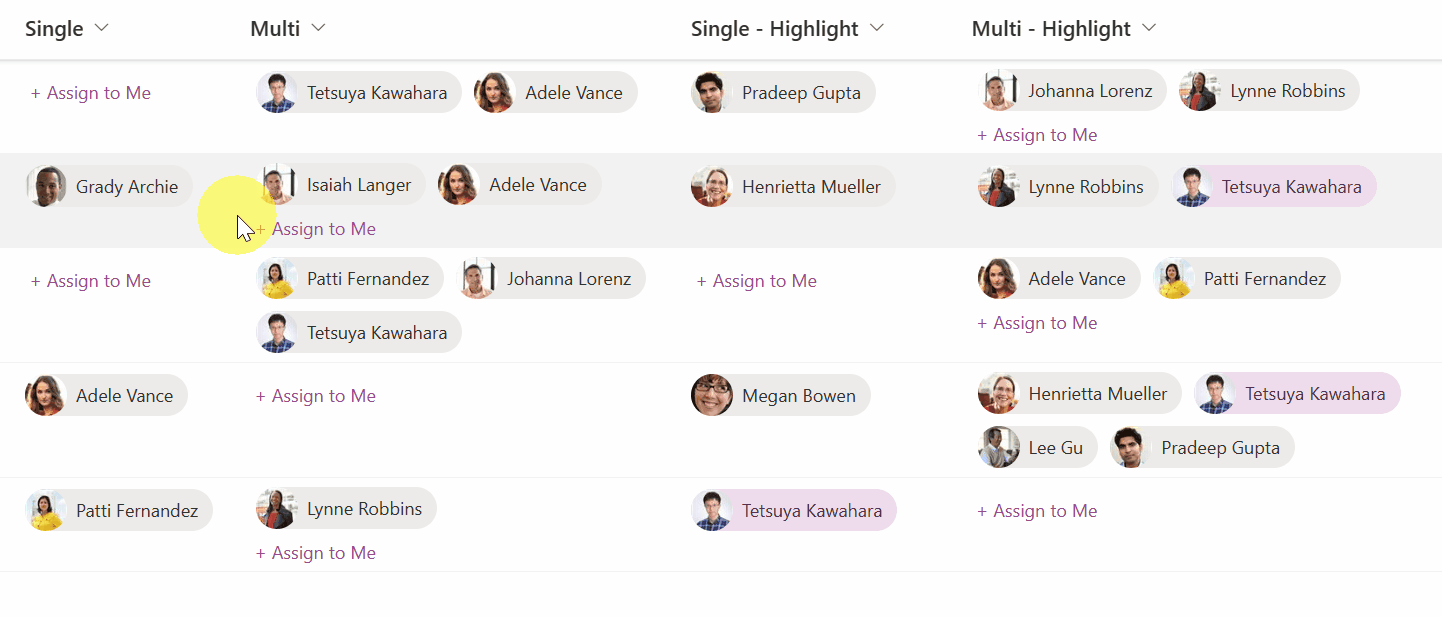 Single Multi Single - Highlight Multi - Highlight
+ Assign to Me Tetsuya Kawahara Adele Vance Pradeep Gupta Johanna Lorenz Lynne Robbins
+ Assign to Me
Grady Archie Isaiah Langer Adele Vance Henrietta Mueller Lynne Robbins Tetsuya Kawahara
+ Assign to Me
+ Assign to Me Patti Fernandez Johanna Lorenz + Assign to Me Adele Vance Patti Fernandez
Tetsuya Kawahara + Assign to Me
Adele Vance + Assign to Me Megan Bowen Henrietta Mueller Tetsuya Kawahara
Lee Gu Pradeep Gupta
Patti Fernandez Lynne Robbins Tetsuya Kawahara + Assign to Me
+ Assign to Me